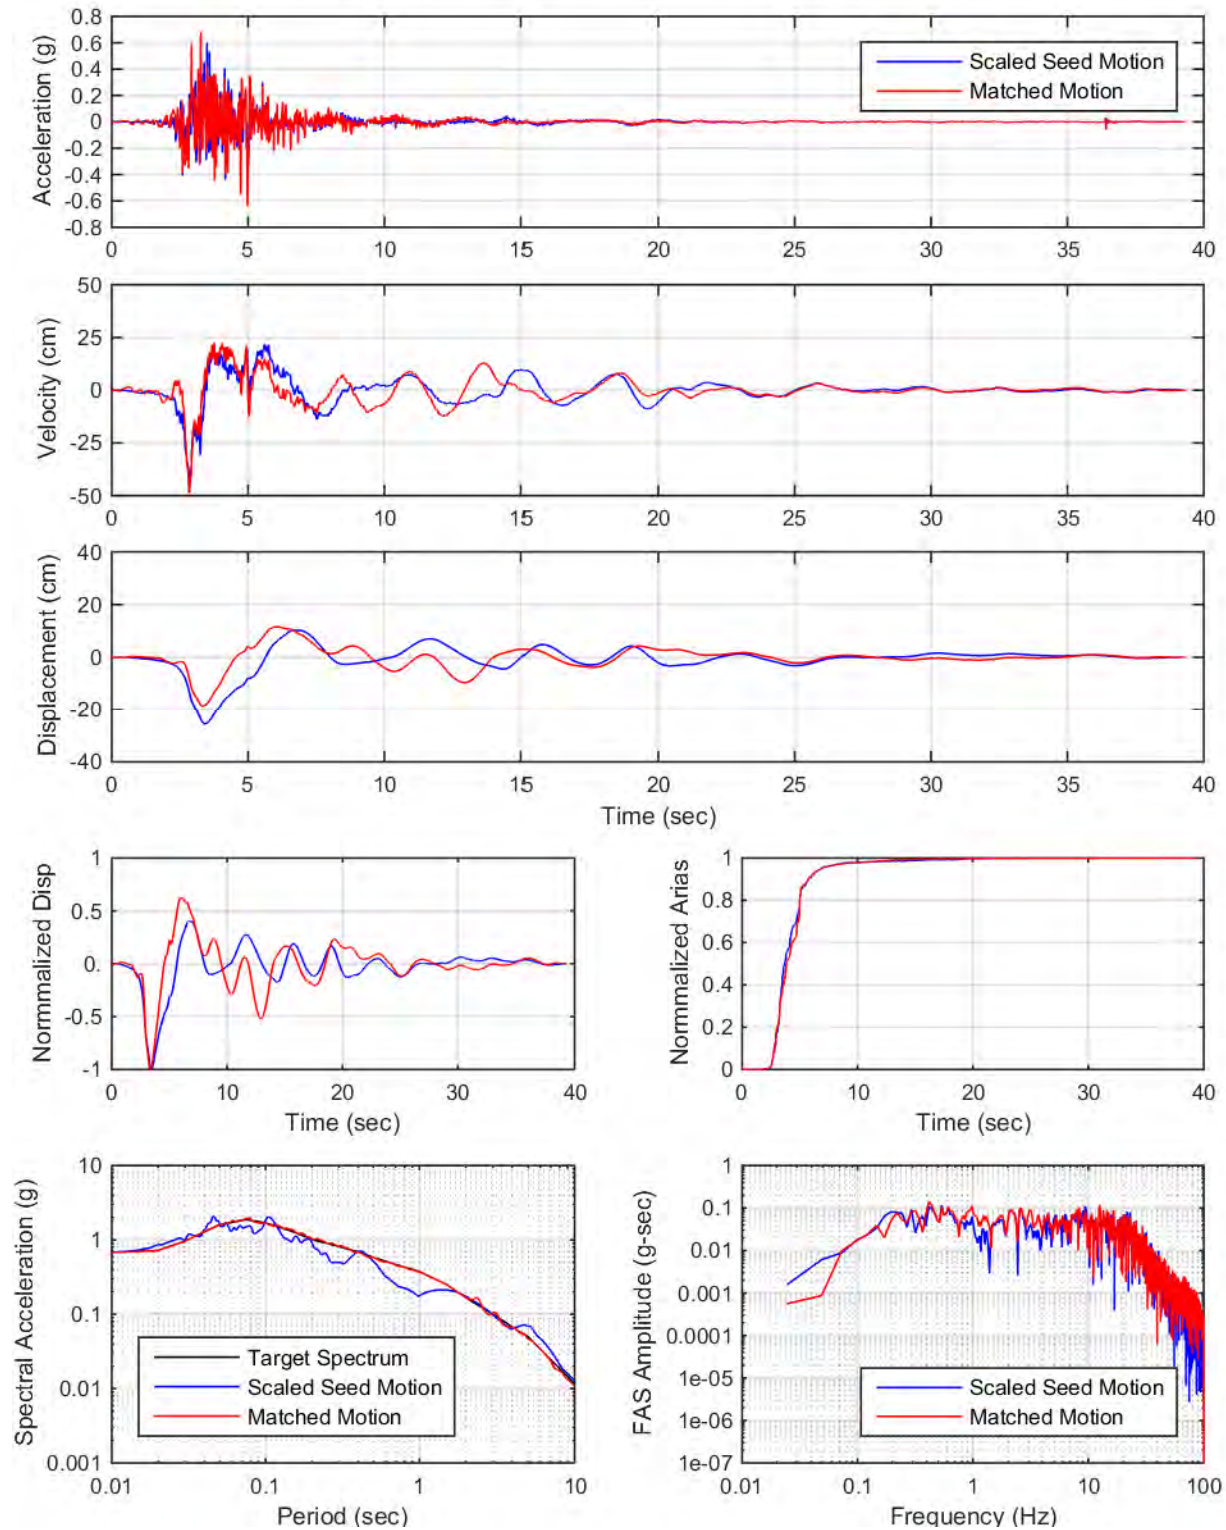 Acceleration (g)
0.8
0.6
0.4
0.2
0
-0.2
-0.4
-0.6
-0.8
Scaled Seed Motion
Matched Motion
0 5 10 15 20 25 30 35 40
Velocity (cm)
50
25
0
-25
-50
0 5 10 15 20 25 30 35 40
Displacement (cm)
40
20
0
-20
-40
0 5 10 15 20 25 30 35 40
Time (sec)
Normmalized Disp
1
0.5
0
-0.5
-1
0 10 20 30 40
Time (sec)
Normmalized Arias
1
0.8
0.6
0.4
0.2
0
0 10 20 30 40
Time (sec)
Spectral Acceleration (g)
10
1
0.1
0.01
0.001
Target Spectrum
Scaled Seed Motion
Matched Motion
0.01 0.1 1 10
Period (sec)
FAS Amplitude (g-sec)
1
0.10
0.01
0.001
0.0001
1e-05
1e-06
1e-07
Scaled Seed Motion
Matched Motion
0.01 0.1 1 10 100
Frequency (Hz)